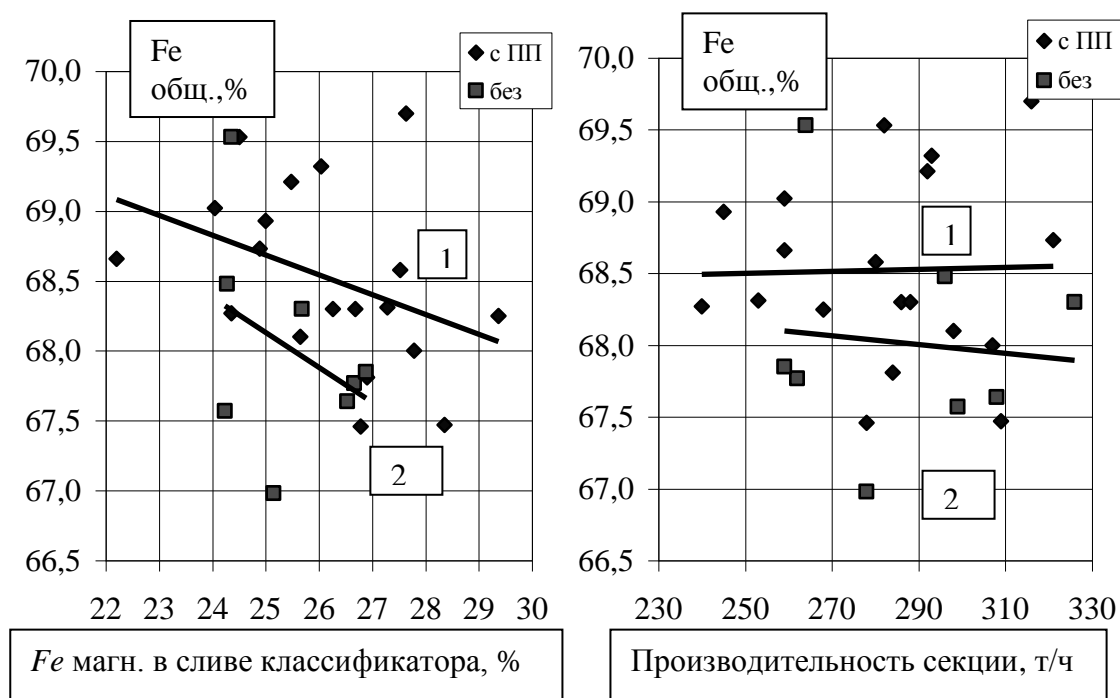 Fe
общ.,%
с ПП
без
70,0
69,5
69,0
68,5
68,0
67,5
67,0
66,5
1
2
22 23 24 25 26 27 28 29 30
Fe магн. в сливе классификатора, %
Fe
общ.,%
с ПП
без
70,0
69,5
69,0
68,5
68,0
67,5
67,0
66,5
1
2
230 250 270 290 310 330
Производительность секции, т/ч